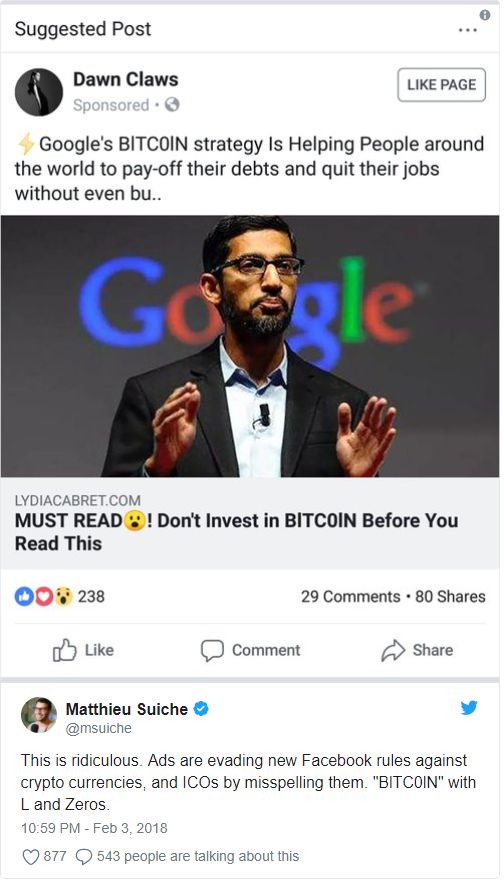 Suggested Post
Dawn Claws
Sponsored
LIKE PAGE
⚡Google's BlTC0lN strategy Is Helping People around
the world to pay-off their debts and quit their jobs
without even bu..
Google
LYDIACABRET.COM
MUST READ😮! Don't Invest in BlTC0lN Before You
Read This
238
29 Comments • 80 Shares
Like
Comment
Share
Matthieu Suiche
@msuiche
This is ridiculous. Ads are evading new Facebook rules against
crypto currencies, and ICOs by misspelling them. "BlTC0lN" with
L and Zeros.
10:59 PM - Feb 3, 2018
877
543 people are talking about this